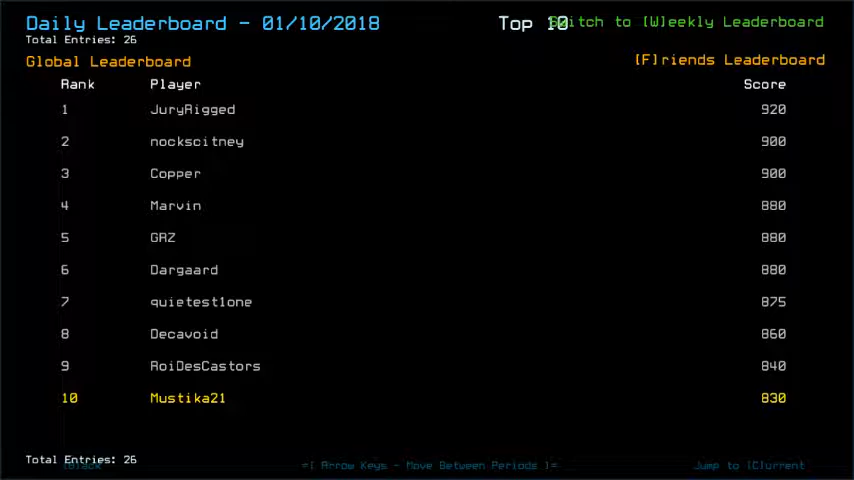 Daily Leaderboard - 01/10/2018 Top 10 Switch to [W]eekly Leaderboard
Total Entries: 26
Global Leaderboard [F]riends Leaderboard
Rank Player Score
1 JuryRigged 920
2 nockscitney 900
3 Copper 900
4 Marvin 880
5 GRZ 880
6 Dargaard 880
7 quietest1one 875
8 Decavoid 860
9 RoiDesCastors 840
10 Mustika21 830
Total Entries: 26
[B]ack =[ Arrow Keys - Move Between Periods ]= Jump to [C]urrent